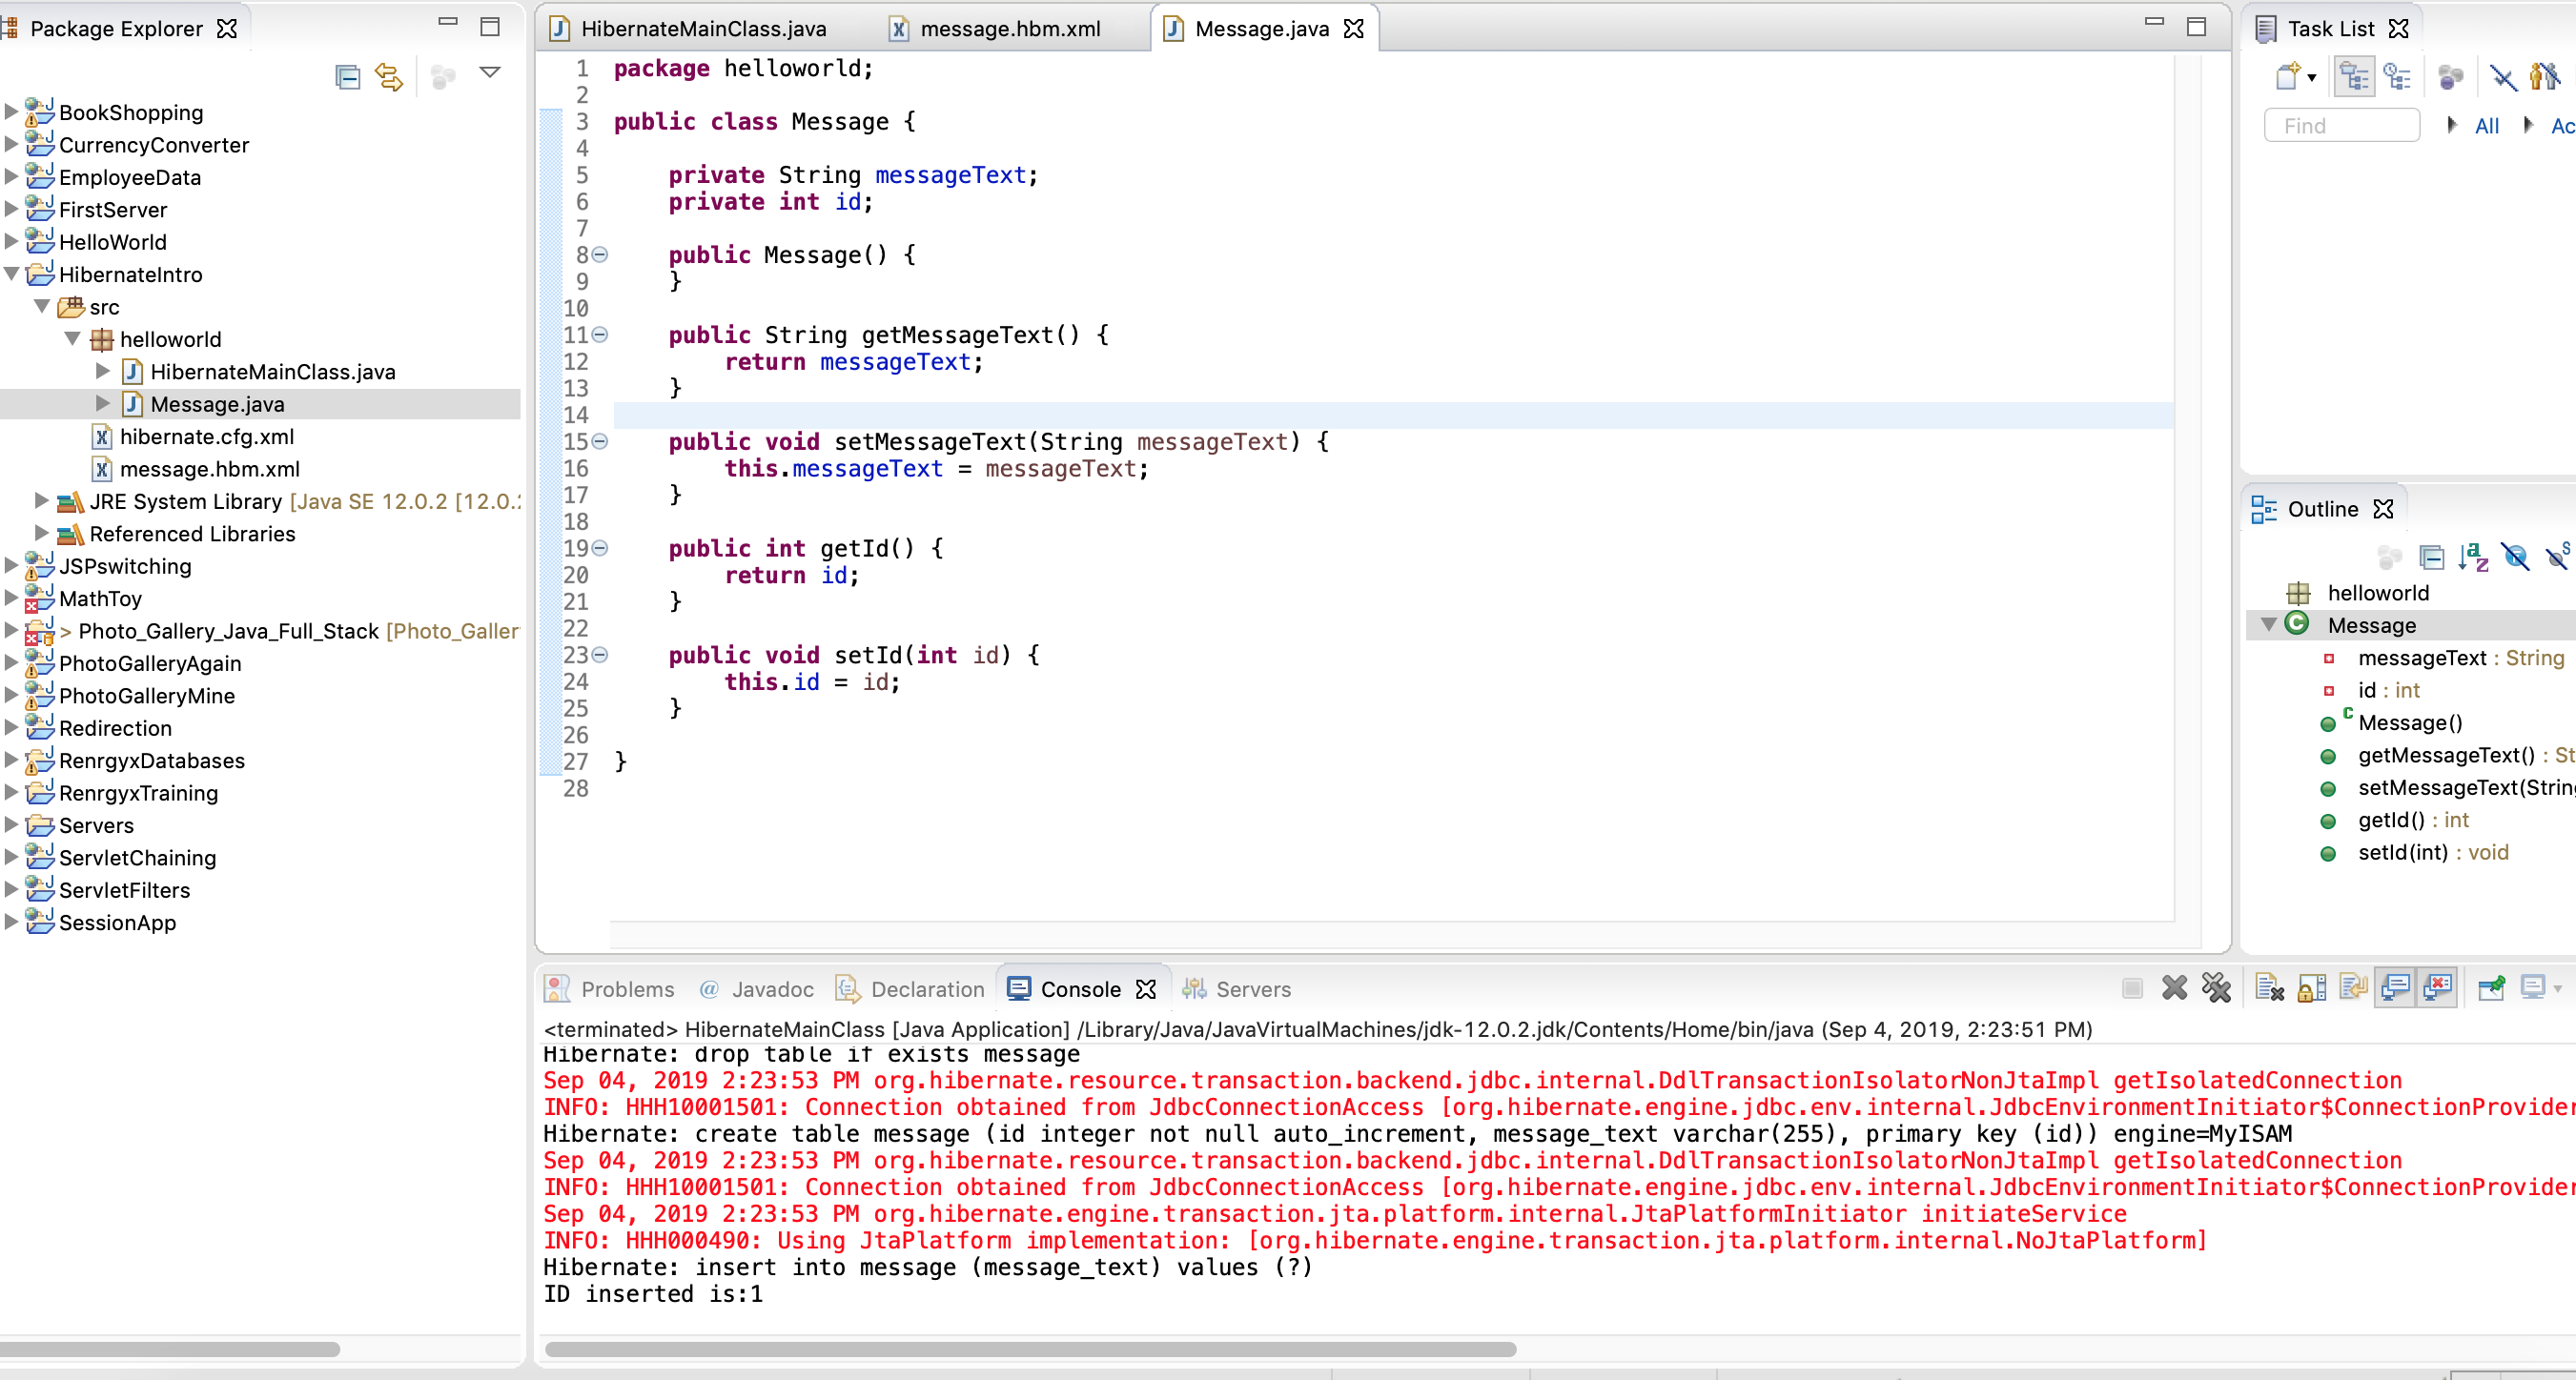 Package Explorer
BookShopping
CurrencyConverter
EmployeeData
FirstServer
HelloWorld
HibernateIntro
src
helloworld
HibernateMainClass.java
Message.java
hibernate.cfg.xml
message.hbm.xml
JRE System Library [Java SE 12.0.2 [12.0.2
Referenced Libraries
JSPswitching
MathToy
> Photo_Gallery_Java_Full_Stack [Photo_Galler
PhotoGalleryAgain
PhotoGalleryMine
Redirection
RenrgyxDatabases
RenrgyxTraining
Servers
ServletChaining
ServletFilters
SessionApp
HibernateMainClass.java message.hbm.xml Message.java
1 package helloworld;
2
3 public class Message {
4
5 private String messageText;
6 private int id;
7
8 public Message() {
9 }
10
11 public String getMessageText() {
12 return messageText;
13 }
14
15 public void setMessageText(String messageText) {
16 this.messageText = messageText;
17 }
18
19 public int getId() {
20 return id;
21 }
22
23 public void setId(int id) {
24 this.id = id;
25 }
26
27 }
28
Problems @ Javadoc Declaration Console Servers
<terminated> HibernateMainClass [Java Application] /Library/Java/JavaVirtualMachines/jdk-12.0.2.jdk/Contents/Home/bin/java (Sep 4, 2019, 2:23:51 PM)
Hibernate: drop table if exists message
Sep 04, 2019 2:23:53 PM org.hibernate.resource.transaction.backend.jdbc.internal.DdlTransactionIsolatorNonJtaImpl getIsolatedConnection
INFO: HHH10001501: Connection obtained from JdbcConnectionAccess [org.hibernate.engine.jdbc.env.internal.JdbcEnvironmentInitiator$ConnectionProvider
Hibernate: create table message (id integer not null auto_increment, message_text varchar(255), primary key (id)) engine=MyISAM
Sep 04, 2019 2:23:53 PM org.hibernate.resource.transaction.backend.jdbc.internal.DdlTransactionIsolatorNonJtaImpl getIsolatedConnection
INFO: HHH10001501: Connection obtained from JdbcConnectionAccess [org.hibernate.engine.jdbc.env.internal.JdbcEnvironmentInitiator$ConnectionProvider
Sep 04, 2019 2:23:53 PM org.hibernate.engine.transaction.jta.platform.internal.JtaPlatformInitiator initiateService
INFO: HHH000490: Using JtaPlatform implementation: [org.hibernate.engine.transaction.jta.platform.internal.NoJtaPlatform]
Hibernate: insert into message (message_text) values (?)
ID inserted is:1
Task List
Find All Ac
Outline
helloworld
Message
messageText : String
id : int
Message()
getMessageText() : St
setMessageText(String
getId() : int
setId(int) : void